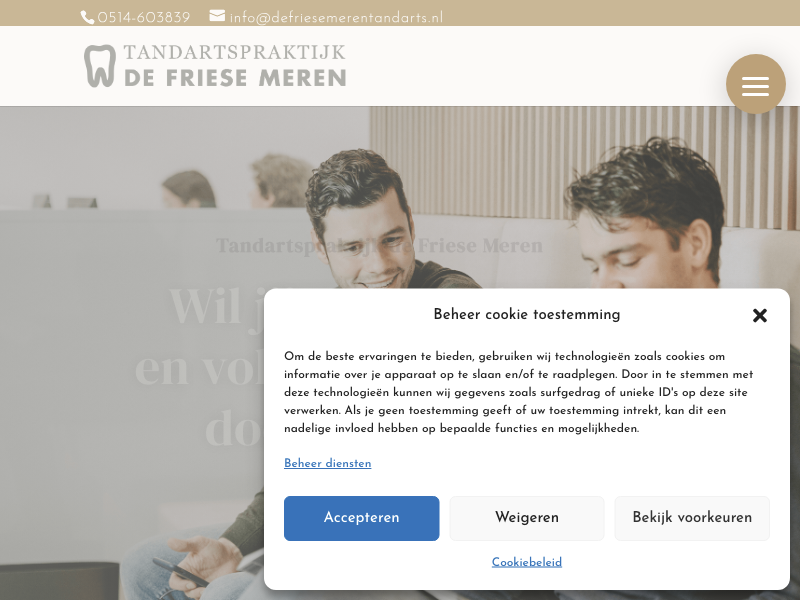 0514-603839 info@defriesemerentandarts.nl
TANDARTSPRAKTIJK
DE FRIESE MEREN
Tandartspraktijk De Friese Meren
Wil j
en vol
do
Beheer cookie toestemming
Om de beste ervaringen te bieden, gebruiken wij technologieën zoals cookies om
informatie over je apparaat op te slaan en/of te raadplegen. Door in te stemmen met
deze technologieën kunnen wij gegevens zoals surfgedrag of unieke ID's op deze site
verwerken. Als je geen toestemming geeft of uw toestemming intrekt, kan dit een
nadelige invloed hebben op bepaalde functies en mogelijkheden.
Beheer diensten
Accepteren Weigeren Bekijk voorkeuren
Cookiebeleid